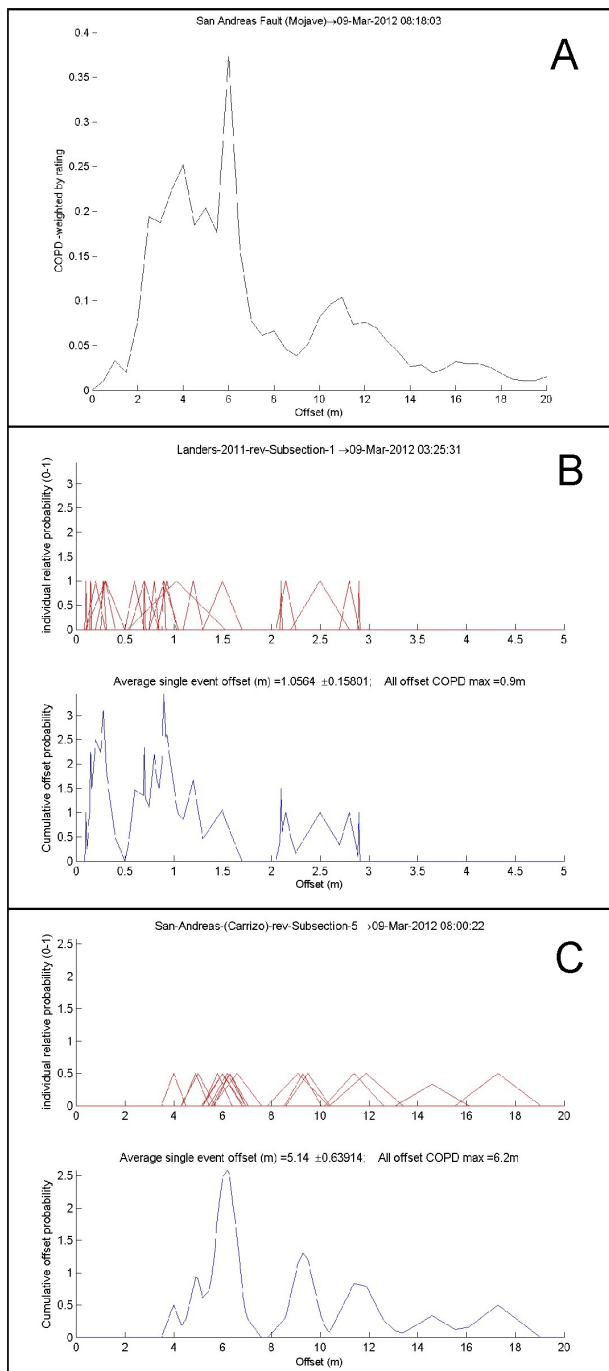 San Andreas Fault (Mojave)→09-Mar-2012 08:18:03
A
0.4
0.35
0.3
0.25
0.2
0.15
0.1
0.05
0
COPD -weighted by rating
0 2 4 6 8 10 12 14 16 18 20
Offset (m)
B
Landers-2011-rev-Subsection-1 →09-Mar-2012 03:25:31
3
2.5
2
1.5
1
0.5
0
individual relative probability (0-1)
0 0.5 1 1.5 2 2.5 3 3.5 4 4.5 5
Average single event offset (m) =1.0564 ±0.15801; All offset COPD max =0.9m
3
2.5
2
1.5
1
0.5
0
Cumulative offset probability
0 0.5 1 1.5 2 2.5 3 3.5 4 4.5 5
Offset (m)
C
San-Andreas-(Carrizo)-rev-Subsection-5 →09-Mar-2012 08:00:22
2.5
2
1.5
1
0.5
0
individual relative probability (0-1)
0 2 4 6 8 10 12 14 16 18 20
Average single event offset (m) =5.14 ±0.63914; All offset COPD max =6.2m
2.5
2
1.5
1
0.5
0
Cumulative offset probability
0 2 4 6 8 10 12 14 16 18 20
Offset (m)